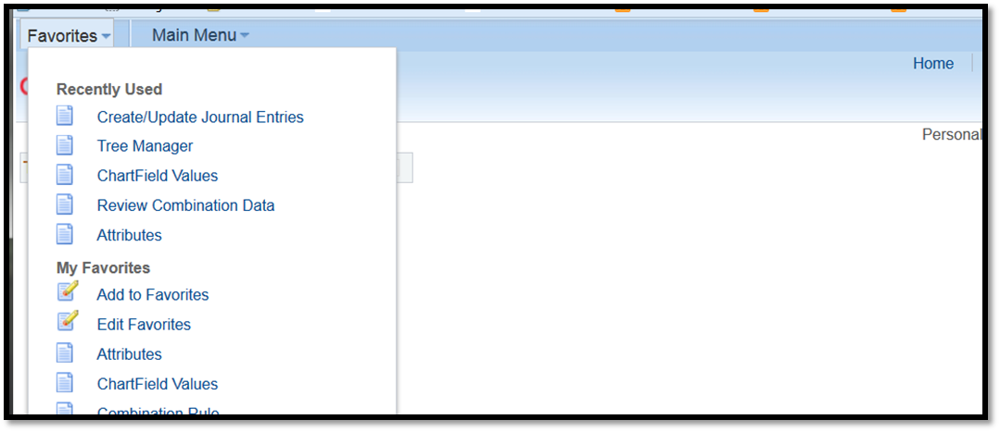 Favorites
Main Menu
Home
Recently Used
Create/Update Journal Entries
Personal
Tree Manager
ChartField Values
Review Combination Data
Attributes
My Favorites
Add to Favorites
Edit Favorites
Attributes
ChartField Values
Combination Rule